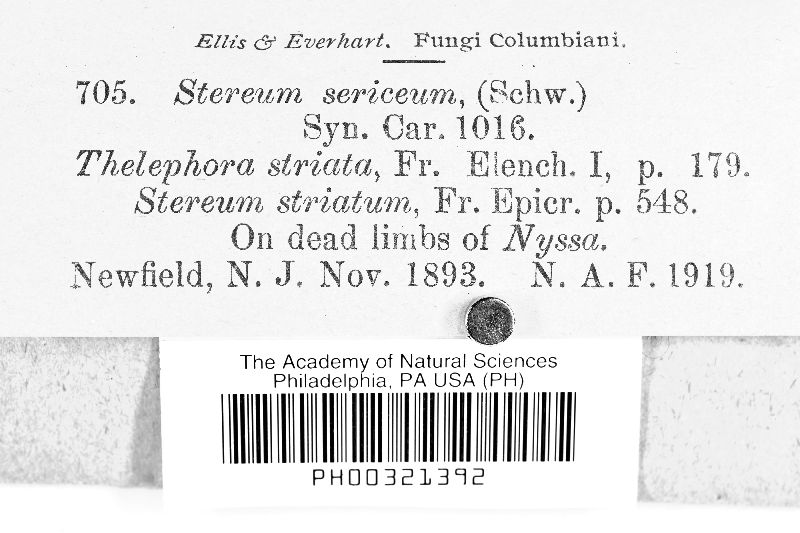 Ellis & Everhart. Fungi Columbiani.
705. Stereum sericeum, (Schw.)
Syn. Car. 1016.
Thelephora striata, Fr. Elench. I, p. 179.
Stereum striatum, Fr. Epicr. p. 548.
On dead limbs of Nyssa.
Newfield, N. J. Nov. 1893. N. A. F. 1919.
The Academy of Natural Sciences
Philadelphia, PA USA (PH)
PH00321392